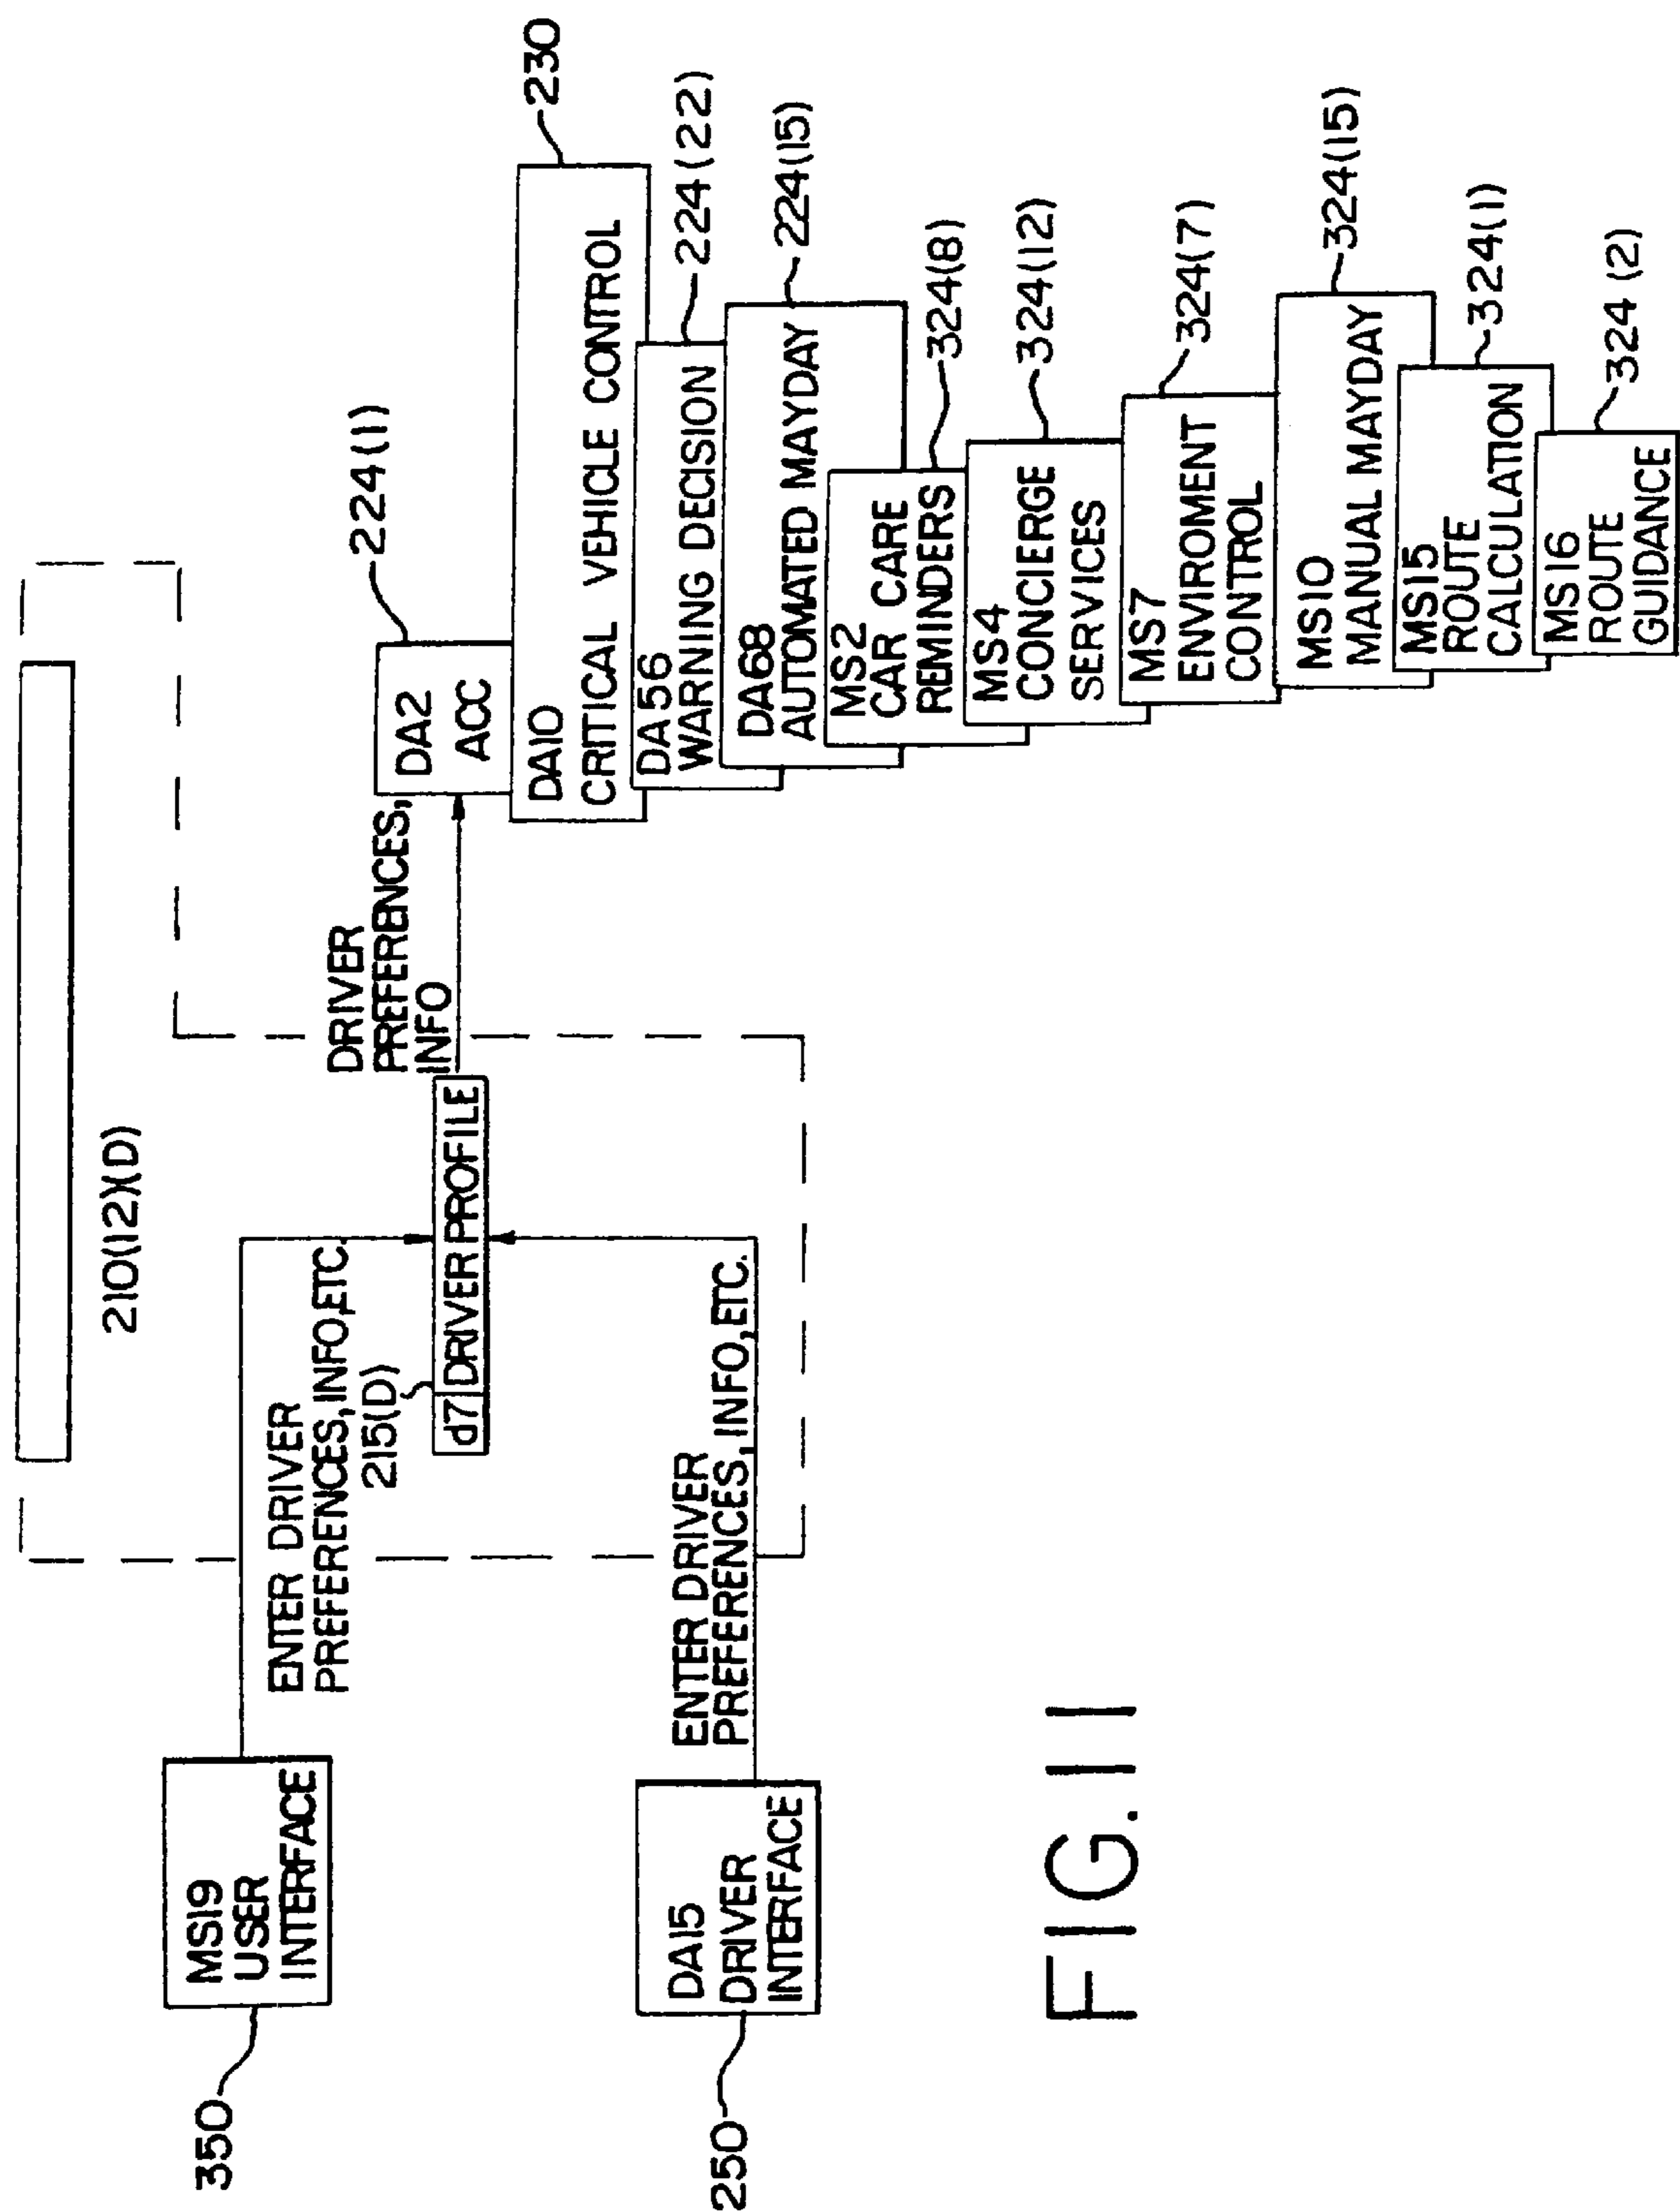 210(12)(D)
350
MS19
USER
INTERFACE
ENTER DRIVER
PREFERENCES,INFO,ETC.
215(D)
d7 DRIVER PROFILE
DRIVER
PREFERENCES,
INFO
250
DA15
DRIVER
INTERFACE
ENTER DRIVER
PREFERENCES,INFO,ETC.
224(1)
DA2
ACC
230
DA10
CRITICAL VEHICLE CONTROL
DA56
WARNING DECISION
224(22)
DA68
AUTOMATED MAYDAY
224(15)
MS2
CAR CARE
REMINDERS
324(8)
MS4
CONCIERGE
SERVICES
324(12)
MS7
ENVIROMENT
CONTROL
324(7)
MS10
MANUAL MAYDAY
324(15)
MS15
ROUTE
CALCULATION
324(1)
MS16
ROUTE
GUIDANCE
324(2)
FIG. 11